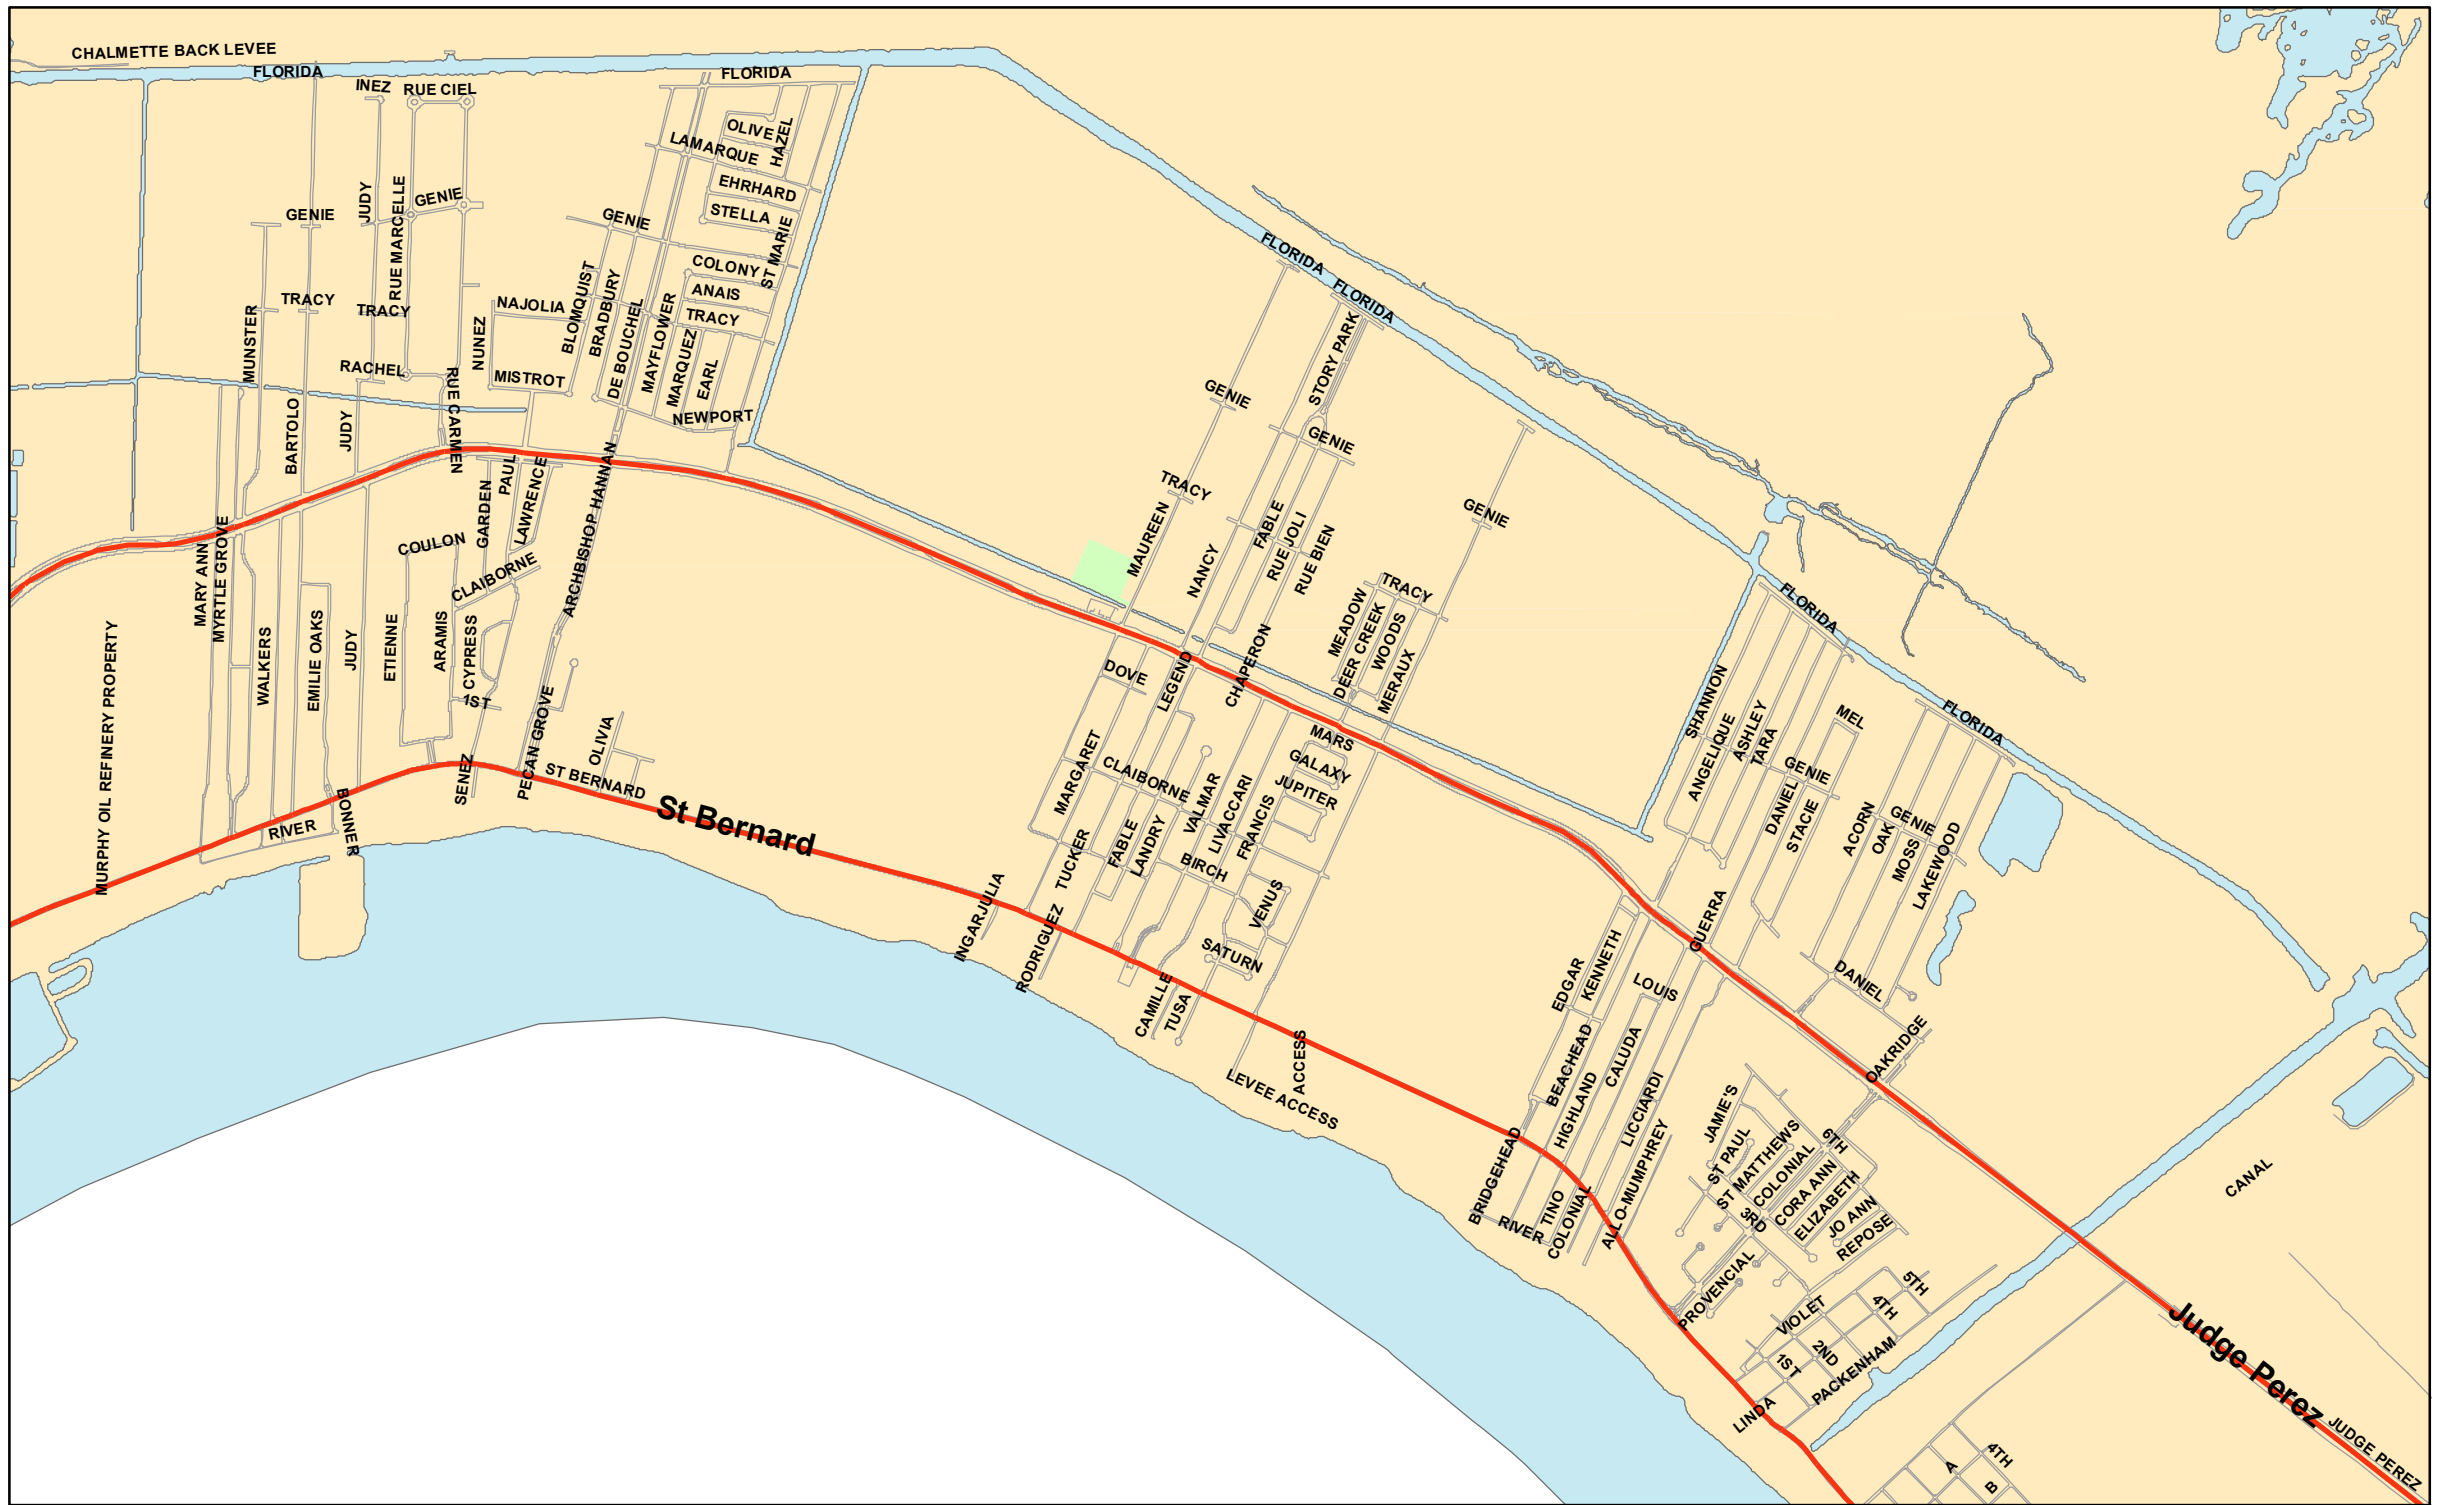 CHALMETTE BACK LEVEE
FLORIDA
FLORIDA
INEZ
RUE CIEL
OLIVE
HAZEL
LAMARQUE
EHRHARD
STELLA
ST MARIE
GENIE
JUDY
RUE MARCELLE
GENIE
GENIE
COLONY
ANAIS
TRACY
TRACY
TRACY
MUNSTER
NAJOLIA
NUNEZ
BLOMQUIST
BRADBURY
DE BOUCHEL
MAYFLOWER
MARQUEZ
EARL
RACHEL
MISTROT
NEWPORT
RUE CARMEN
BARTOLO
JUDY
GARDEN
PAUL
LAWRENCE
ARCHBISHOP HANNAN
COULON
CLAIBORNE
MARY ANN
MYRTLE GROVE
WALKERS
EMILIE OAKS
JUDY
ETIENNE
ARAMIS
CYPRESS
1ST
MURPHY OIL REFINERY PROPERTY
PECAN GROVE
OLIVIA
SENEZ
ST BERNARD
BONNER
RIVER
St Bernard
FLORIDA
FLORIDA
STORY PARK
GENIE
GENIE
GENIE
TRACY
MAUREEN
NANCY
FABLE
RUE JOLI
RUE BIEN
TRACY
MEADOW
DEER CREEK
WOODS
MERAUX
CHAPERON
DOVE
LEGEND
MARS
GALAXY
JUPITER
MARGARET
CLAIBORNE
VALMAR
LIVACCARI
FRANCIS
TUCKER
FABLE
LANDRY
BIRCH
VENUS
SATURN
INGARJULIA
RODRIGUEZ
CAMILLE
TUSA
ACCESS
LEVEE ACCESS
FLORIDA
FLORIDA
SHANNON
ANGELIQUE
ASHLEY
TARA
MEL
GENIE
DANIEL
STACIE
ACORN
OAK
GENIE
MOSS
LAKEWOOD
GUERRA
DANIEL
EDGAR
KENNETH
LOUIS
OAKRIDGE
BEACHEAD
HIGHLAND
CALUDA
LICCIARDI
ALLO-MUMPHREY
BRIDGEHEAD
RIVER
TINO
COLONIAL
JAMIE'S
ST PAUL
ST MATTHEWS
COLONIAL
6TH
CORA ANN
ELIZABETH
JO ANN
REPOSE
3RD
PROVENCIAL
VIOLET
5TH
4TH
2ND
1ST
PACKENHAM
LINDA
CANAL
Judge Perez
JUDGE PEREZ
4TH
A
B